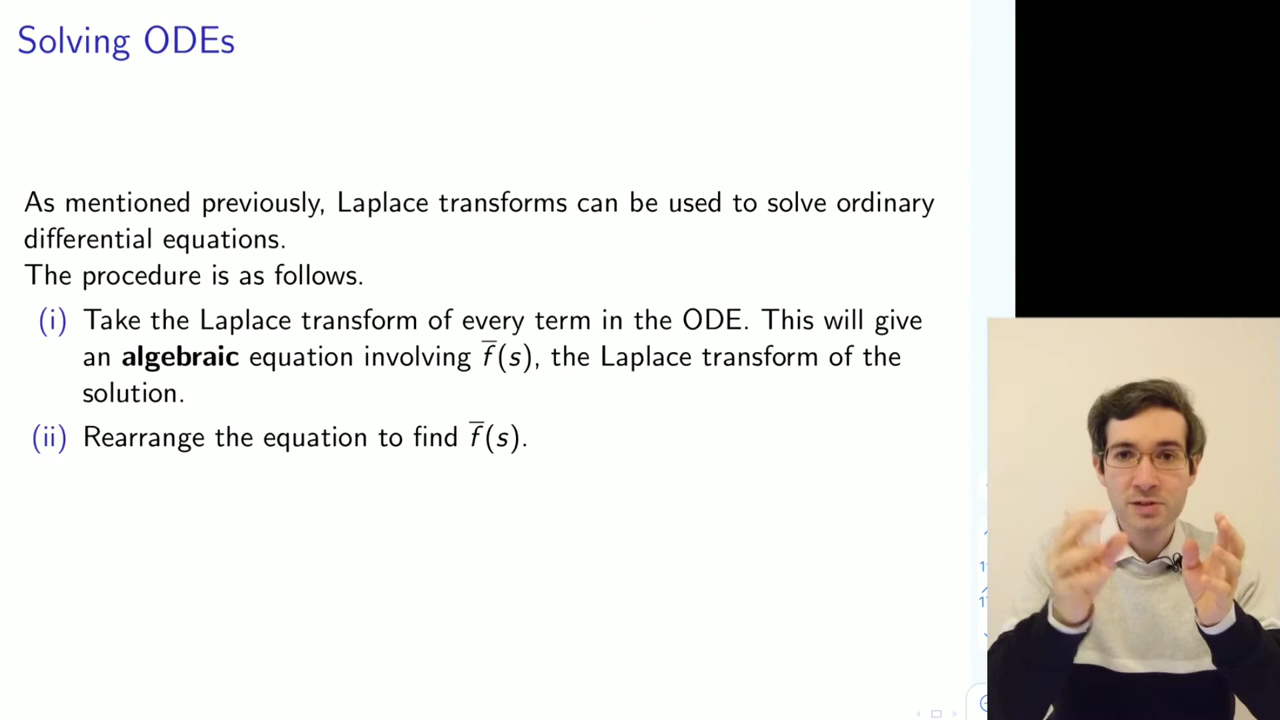 Solving ODEs
As mentioned previously, Laplace transforms can be used to solve ordinary
differential equations.
The procedure is as follows.
(i) Take the Laplace transform of every term in the ODE. This will give
an algebraic equation involving f̅(s), the Laplace transform of the
solution.
(ii) Rearrange the equation to find f̅(s).